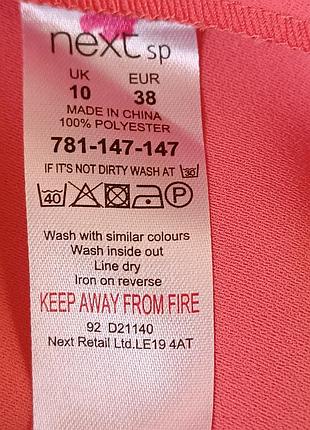 next sp
UK EUR
10 38
MADE IN CHINA
100% POLYESTER
781-147-147
IF IT'S NOT DIRTY WASH AT 30
40 P
Wash with similar colours
Wash inside out
Line dry
Iron on reverse
KEEP AWAY FROM FIRE
92 D21140
Next Retail Ltd.LE19 4AT